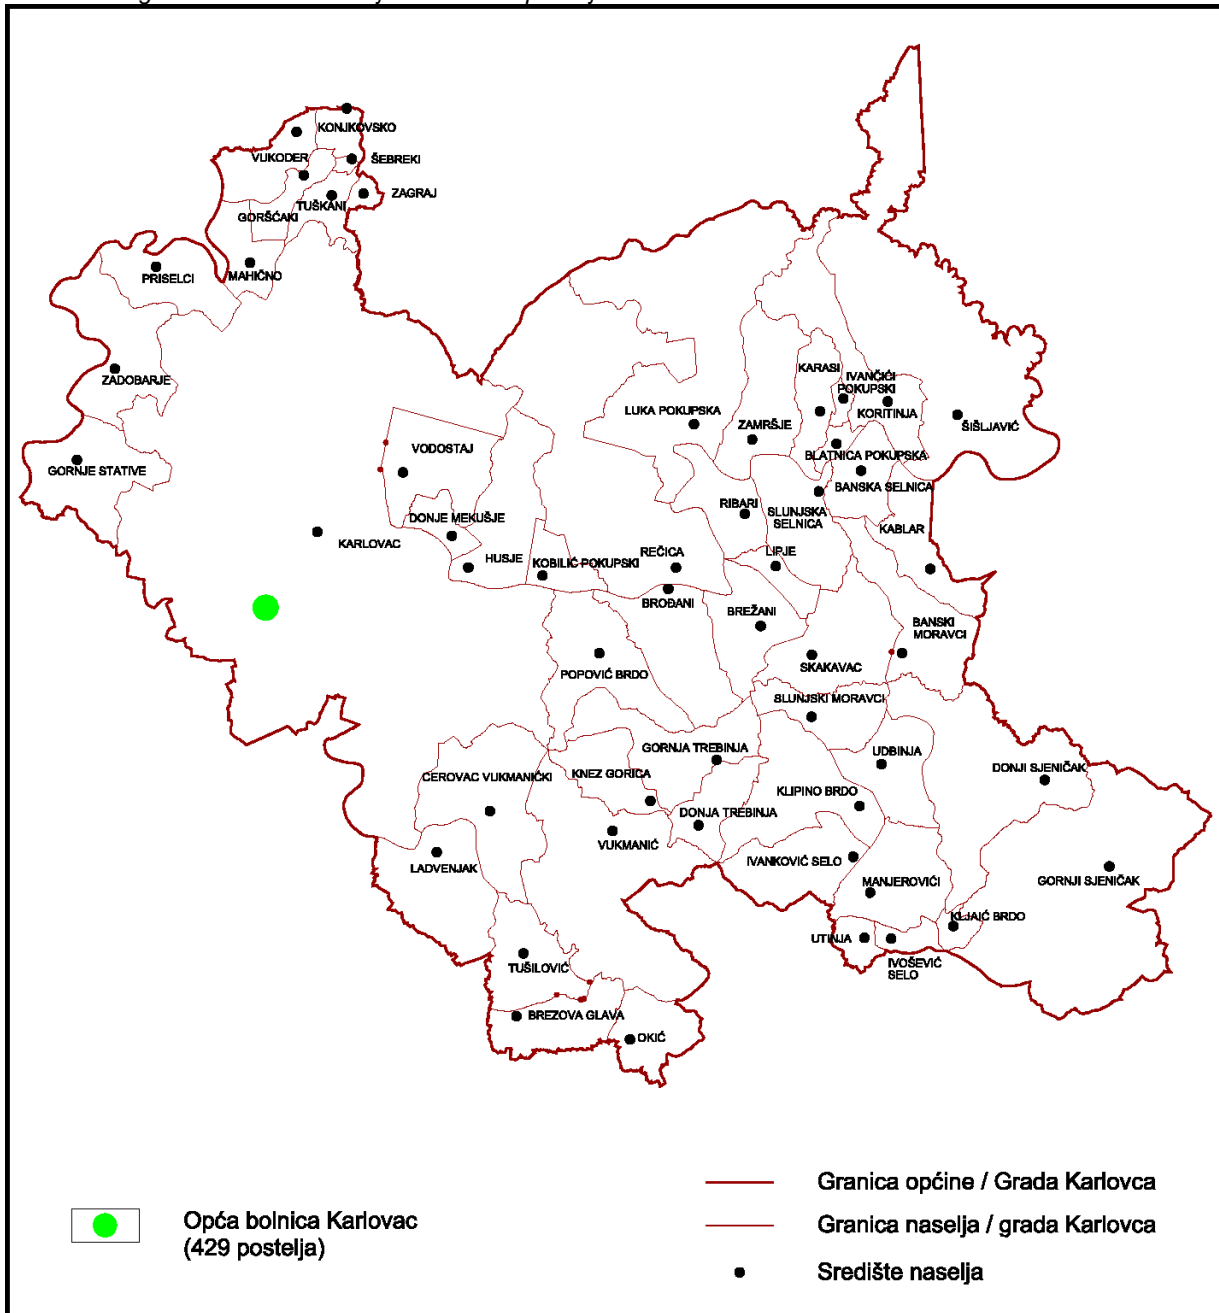 KONJKOVSKO
VUKODER
ŠEBREKI
ZAGRAJ
TUŠKANI
GORŠĆAKI
MAHIČNO
PRISELCI
ZADOBARJE
GORNJE STATIVE
KARLOVAC
VODOSTAJ
DONJE MEKUŠJE
HUSJE
KOBILIĆ POKUPSKI
REČICA
BROĐANI
LUKA POKUPSKA
ZAMRŠJE
KARASI
IVANČIĆI
POKUPSKI
KORITINJA
ŠIŠLJAVIĆ
BLATNICA POKUPSKA
BANSKA SELNICA
RIBARI
SLUNJSKA
SELNICA
KABLAR
LIPJE
BREŽANI
BANSKI
MORAVCI
SKAKAVAC
POPOVIĆ BRDO
SLUNJSKI MORAVCI
GORNJA TREBINJA
UDBINJA
DONJI SJENIČAK
KNEZ GORICA
CEROVAC VUKMANIĆKI
KLIPINO BRDO
DONJA TREBINJA
VUKMANIĆ
LADVENJAK
IVANKOVIĆ SELO
GORNJI SJENIČAK
MANJEROVIĆI
KLJAIĆ BRDO
UTINJA
IVOŠEVIĆ
SELO
TUŠILOVIĆ
BREZOVA GLAVA
OKIĆ
Opća bolnica Karlovac
(429 postelja)
Granica općine / Grada Karlovca
Granica naselja / grada Karlovca
Središte naselja